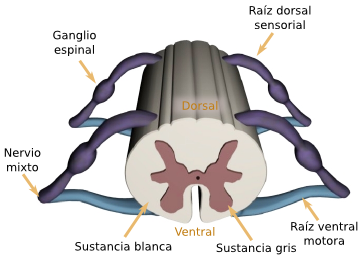 Raíz dorsal
sensorial
Ganglio
espinal
Dorsal
Nervio
mixto
Ventral
Raíz ventral
motora
Sustancia blanca
Sustancia gris